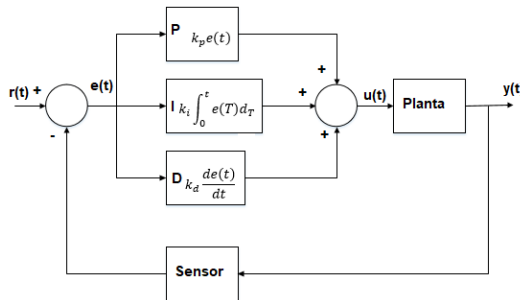 P k_p e(t)
+
r(t) +
e(t)
I k_i ∫_0^t e(T)d_T
+
u(t)
Planta
y(t
-
+
D k_d de(t)/dt
Sensor